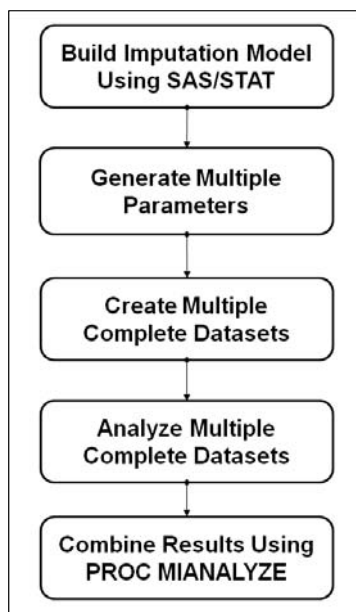 Build Imputation Model
Using SAS/STAT
Generate Multiple
Parameters
Create Multiple
Complete Datasets
Analyze Multiple
Complete Datasets
Combine Results Using
PROC MIANALYZE